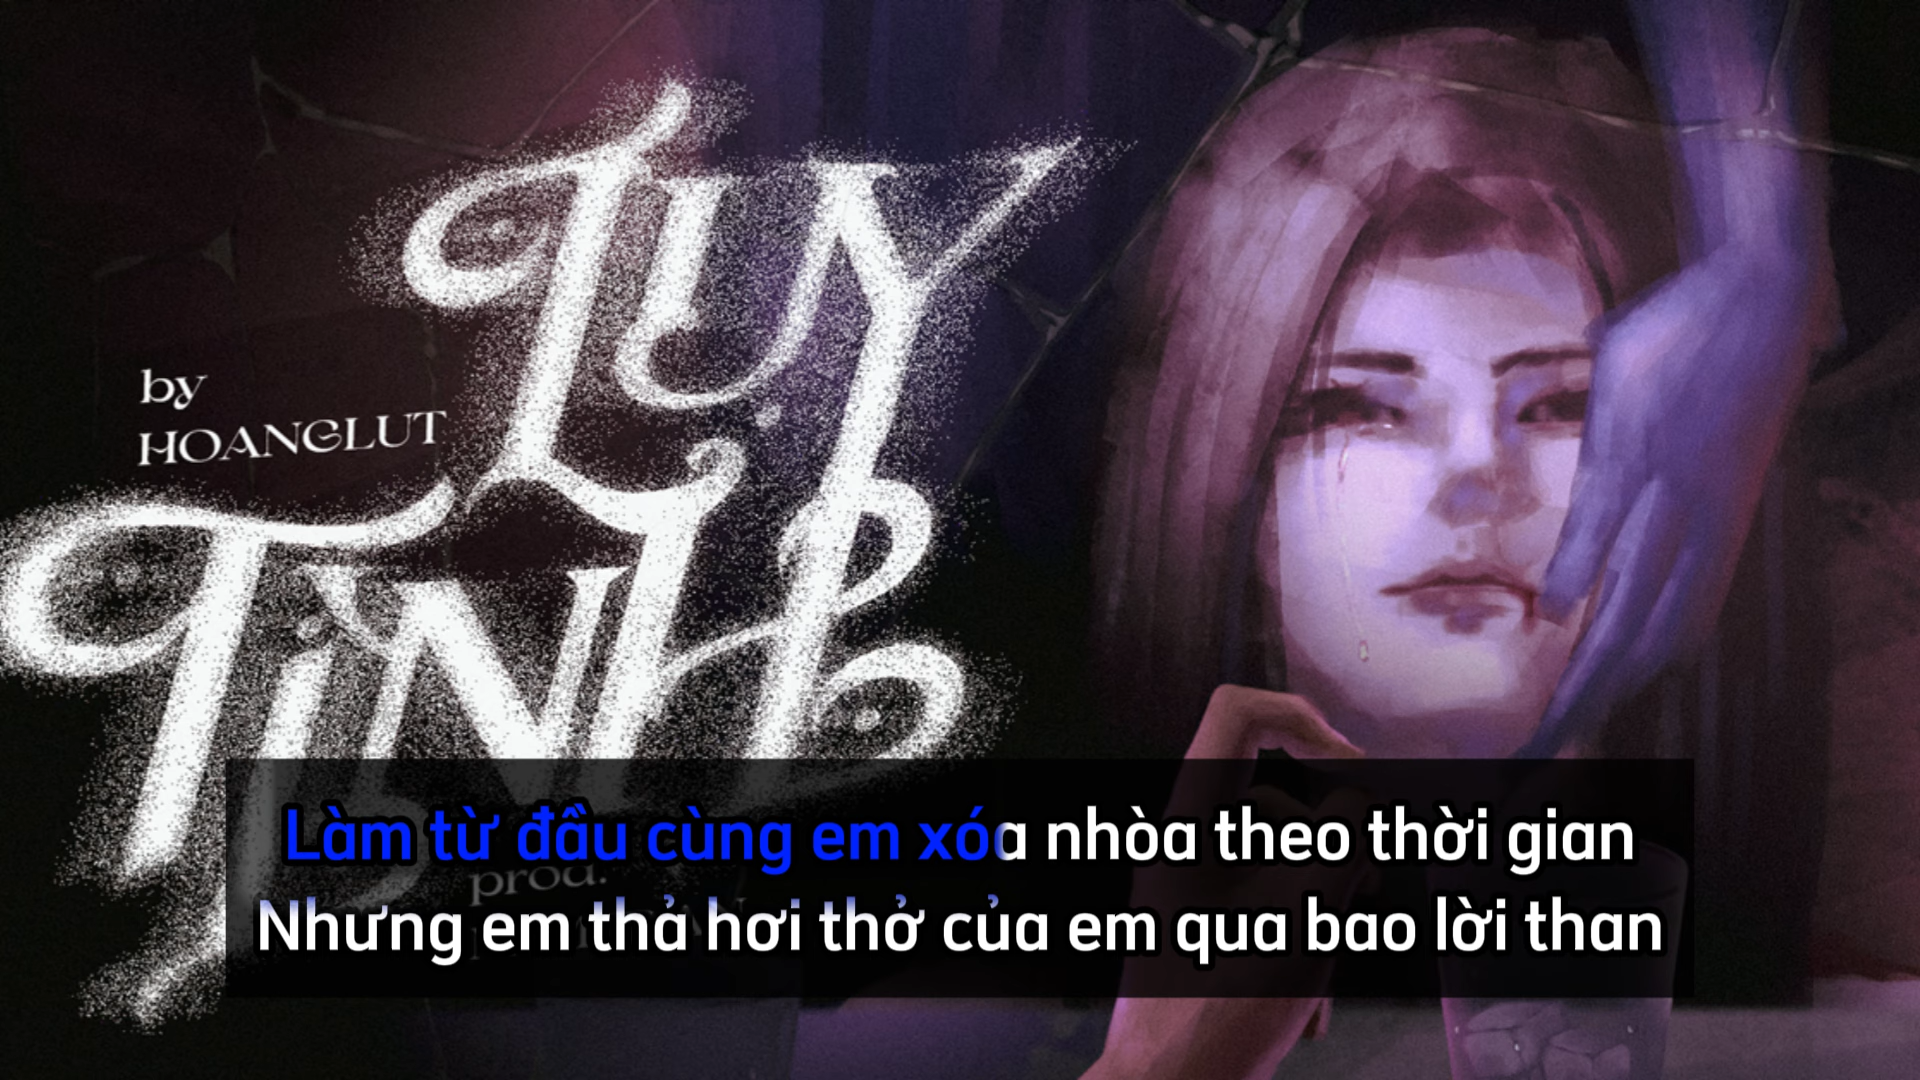 LỤY
by
HOANGLUT
TÌNH
Làm từ đầu cùng em xóa nhòa theo thời gian
prod.
Nhưng em thả hơi thở của em qua bao lời than